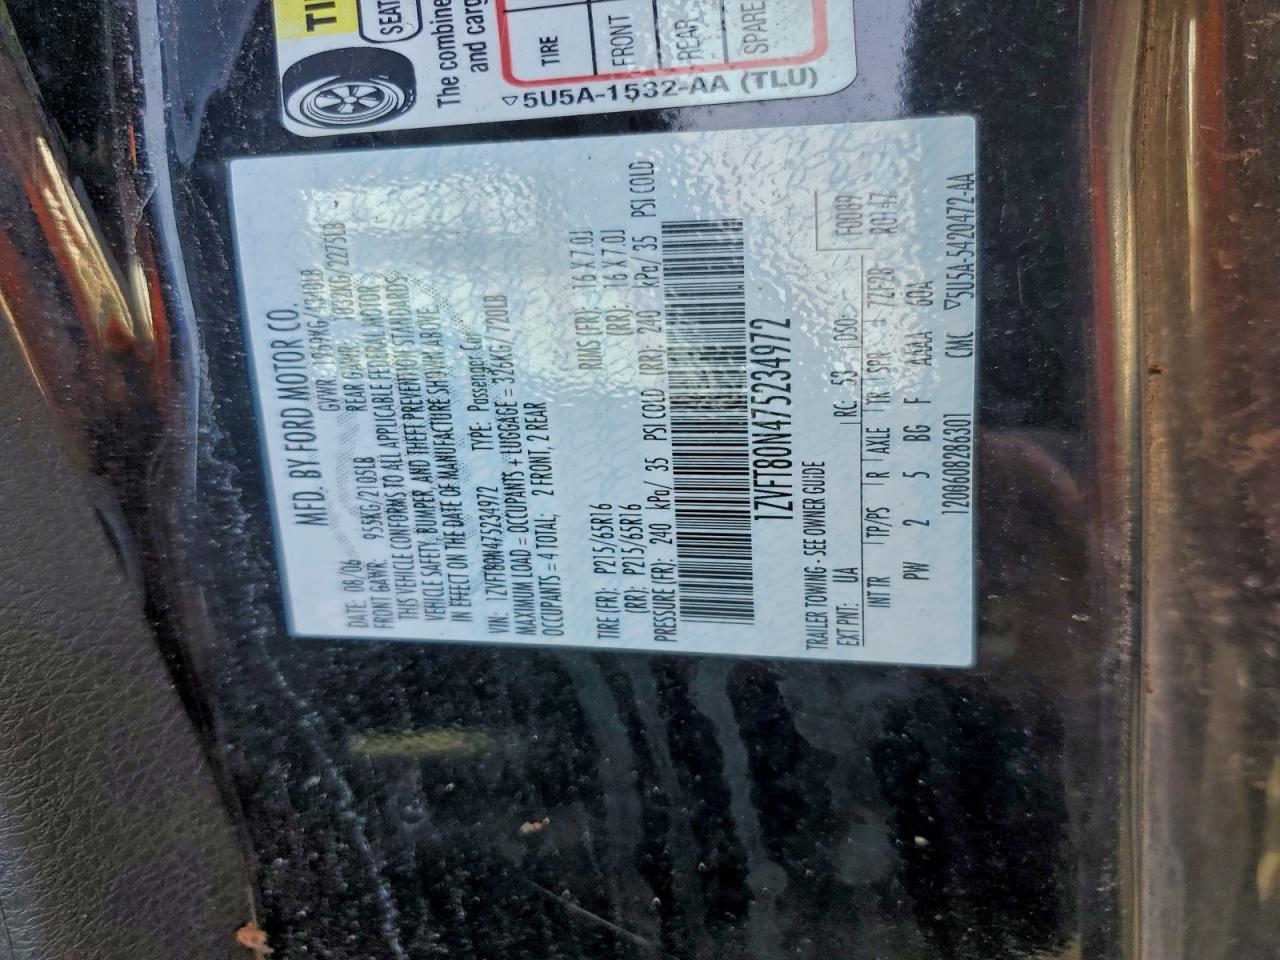 TI
SEAT
The combine
and carg
TIRE
FRONT
REAR
SPARE
5U5A-1532-AA (TLU)
MFD. BY FORD MOTOR CO.
DATE: 08/06 GVWR:
FRONT GAWR: 955KG/2105LB REAR GAWR: 1032KG/2275LB
THIS VEHICLE CONFORMS TO ALL APPLICABLE FEDERAL MOTOR
VEHICLE SAFETY, BUMPER, AND THEFT PREVENTION STANDARDS
IN EFFECT ON THE DATE OF MANUFACTURE SHOWN ABOVE.
VIN: 1ZVFT80N475234972 TYPE: Passenger Car
MAXIMUM LOAD = OCCUPANTS + LUGGAGE = 326KG/720LB
OCCUPANTS = 4 TOTAL, 2 FRONT, 2 REAR
TIRE (FR): P215/65R16 RIMS (FR): 16 X 7.0J
(RR): P215/65R16 (RR): 16 X 7.0J
PRESSURE (FR): 240 kPa/ 35 PSI COLD (RR): 240 kPa/ 35 PSI COLD
1ZVFT80N475234972
TRAILER TOWING - SEE OWNER GUIDE
F0089
EXT PNT: UA RC: 53 DSO: R0147
INT TR TP/PS R AXLE TR SPR 72F2B
PW 2 5 BG F AAAA 60A
1200608286301 CMC 5U5A-5420472-AA